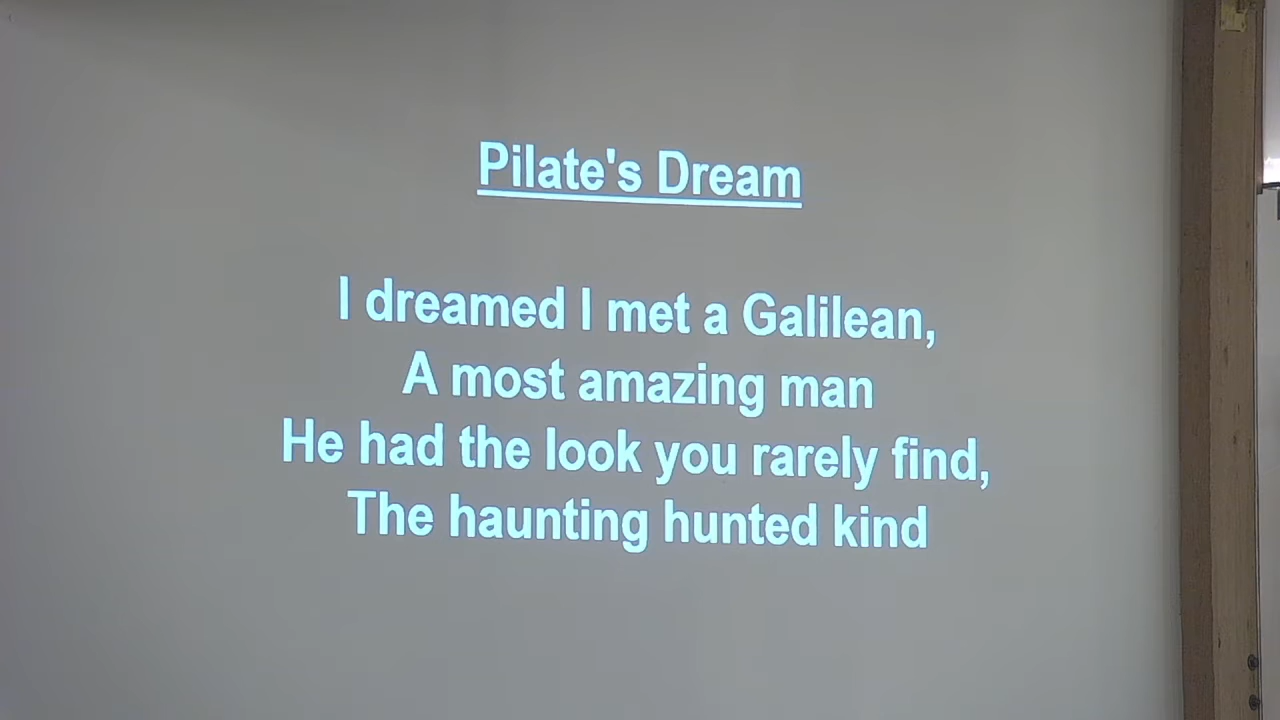 Pilate's Dream
I dreamed I met a Galilean,
A most amazing man
He had the look you rarely find,
The haunting hunted kind